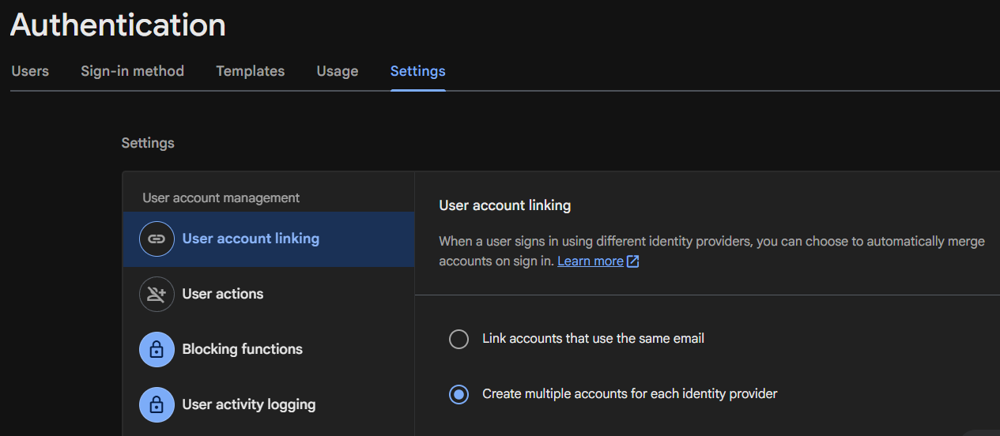 Authentication
Users Sign-in method Templates Usage Settings
Settings
User account management
User account linking
User actions
Blocking functions
User activity logging
User account linking
When a user signs in using different identity providers, you can choose to automatically merge
accounts on sign in. Learn more
Link accounts that use the same email
Create multiple accounts for each identity provider